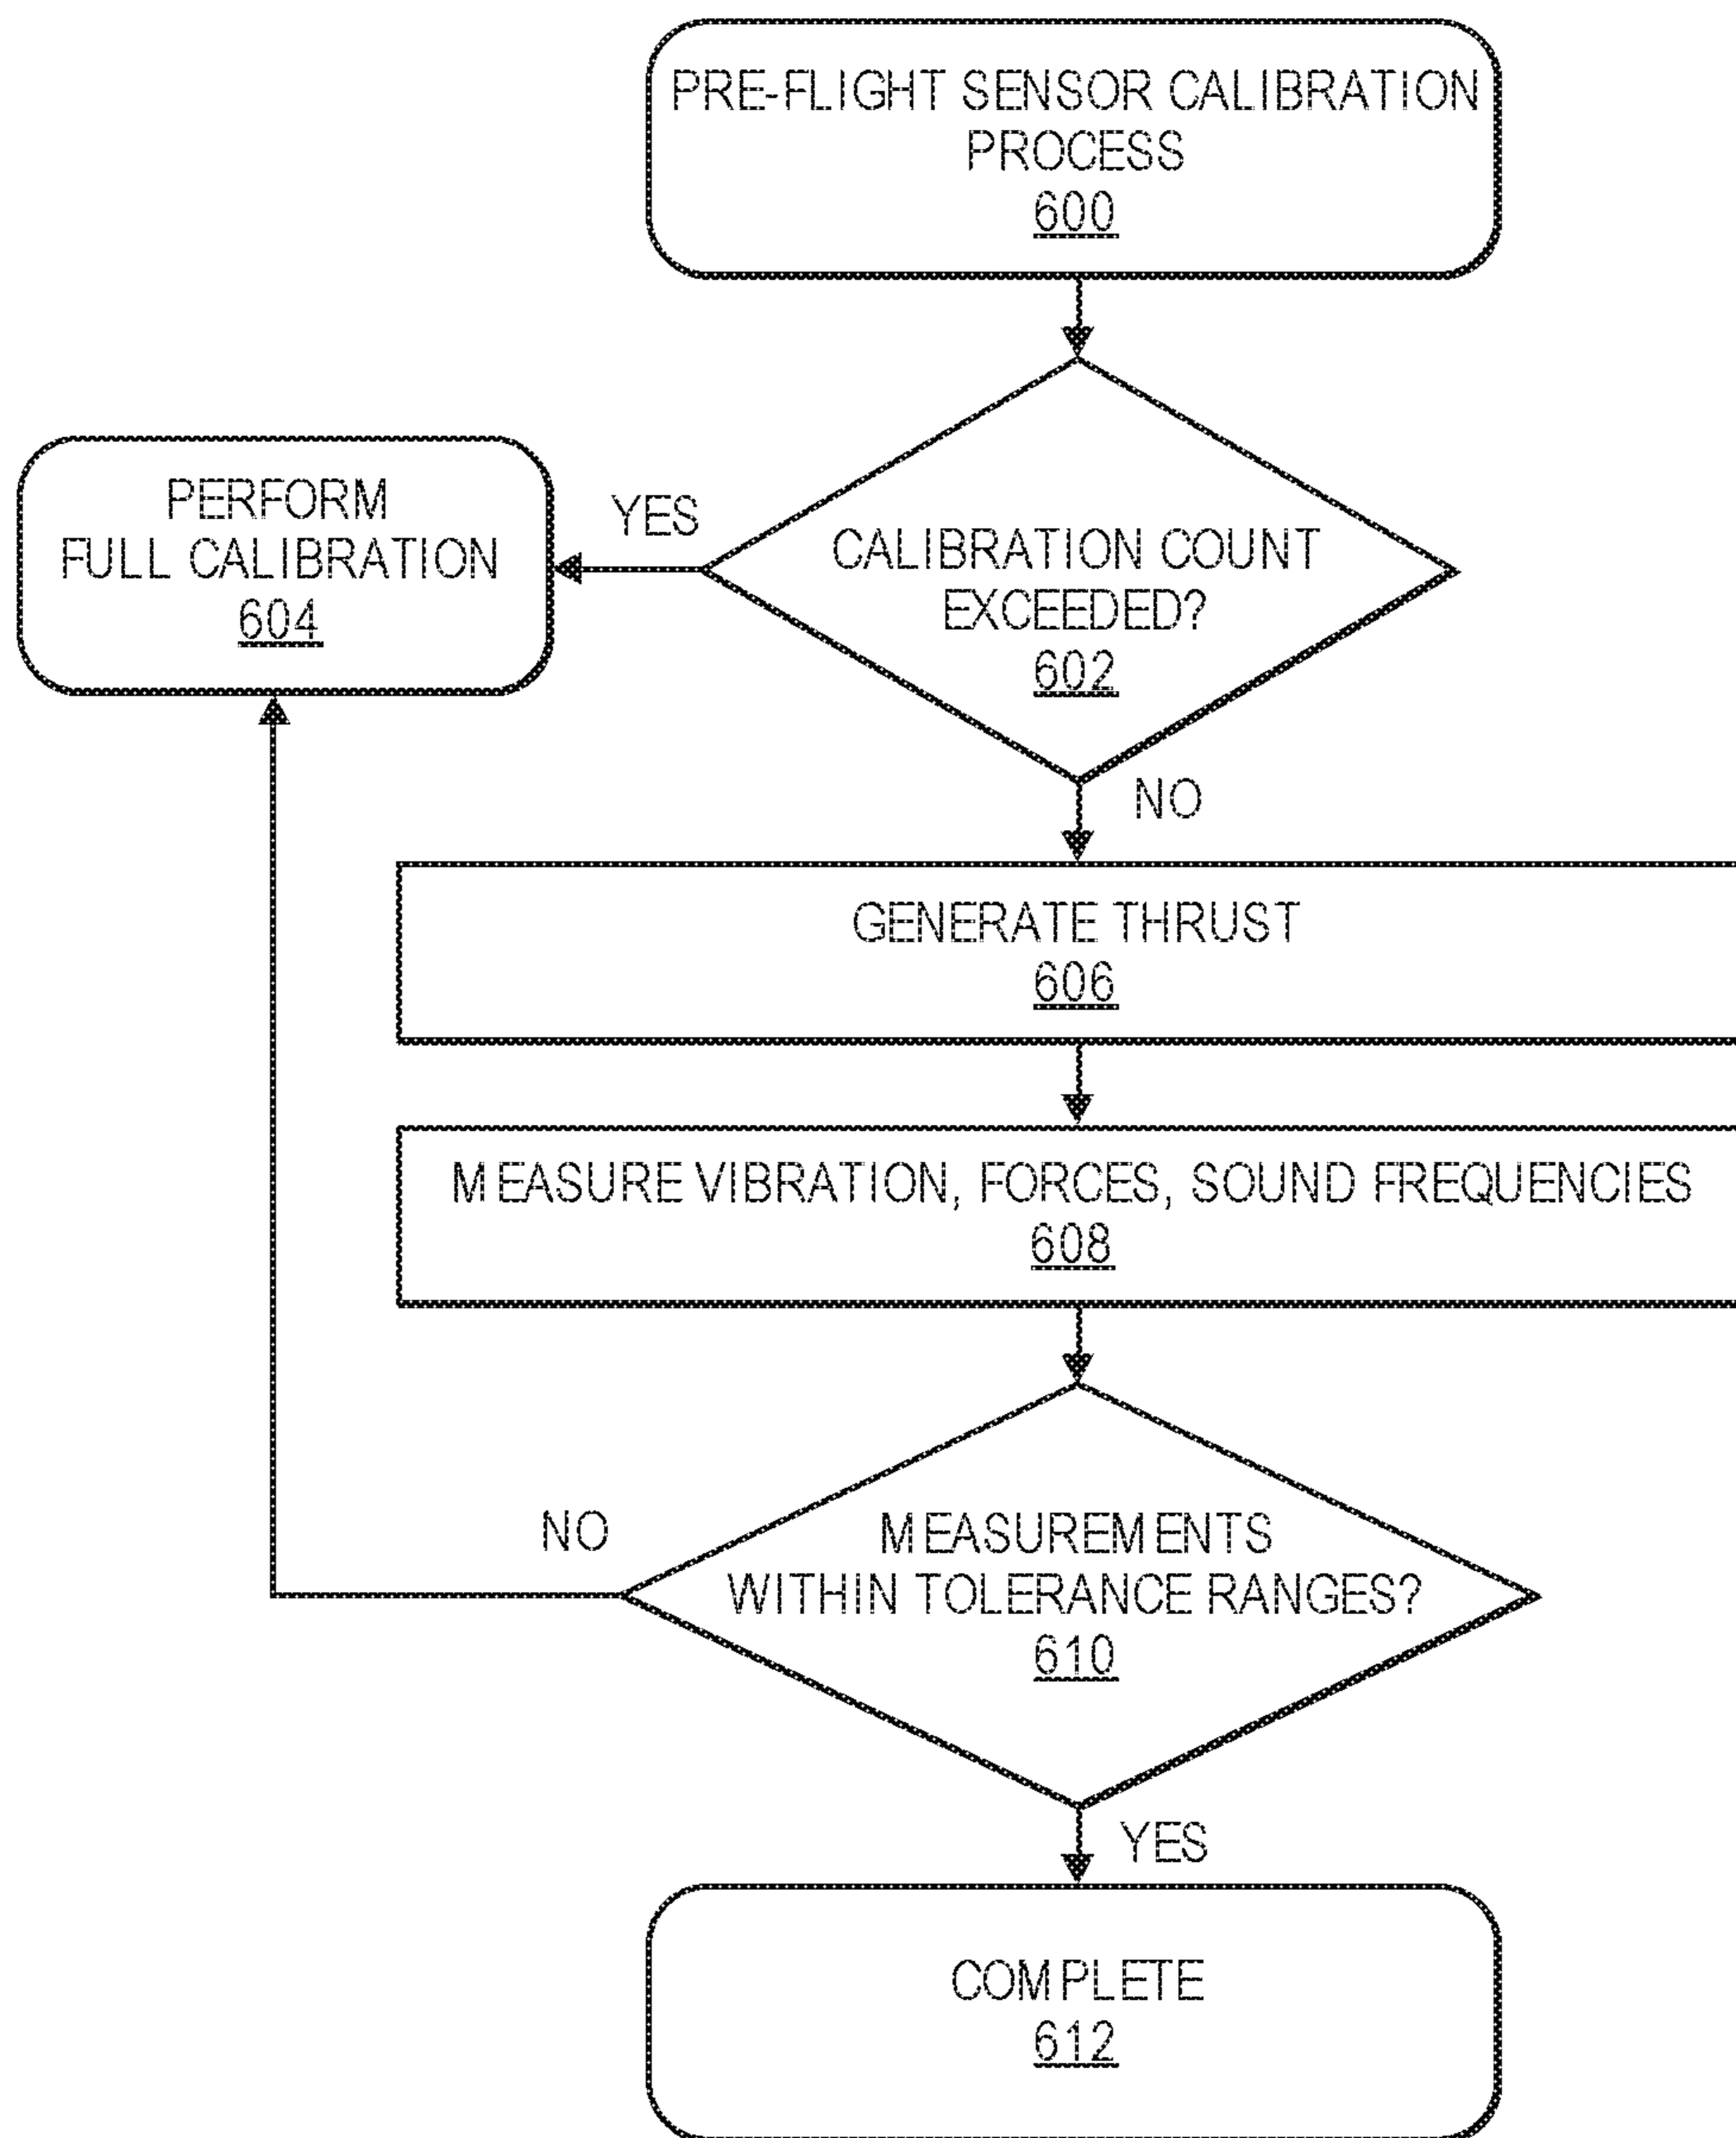 PRE-FLIGHT SENSOR CALIBRATION
PROCESS
600
PERFORM
FULL CALIBRATION
604
YES
CALIBRATION COUNT
EXCEEDED?
602
NO
GENERATE THRUST
606
MEASURE VIBRATION, FORCES, SOUND FREQUENCIES
608
NO
MEASUREMENTS
WITHIN TOLERANCE RANGES?
610
YES
COMPLETE
612